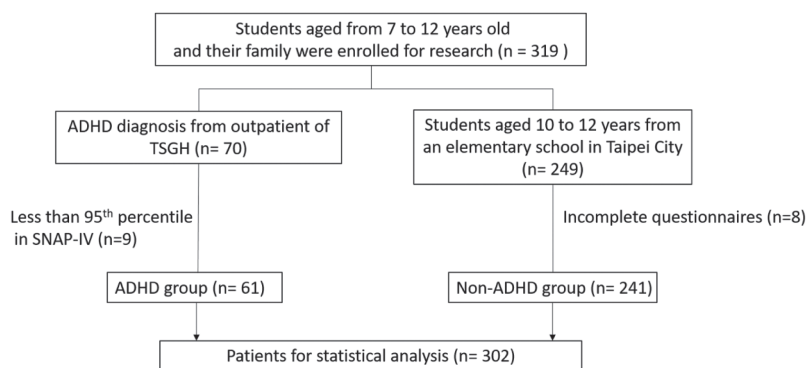 Students aged from 7 to 12 years old
and their family were enrolled for research (n = 319 )
ADHD diagnosis from outpatient of
TSGH (n= 70)
Students aged 10 to 12 years from
an elementary school in Taipei City
(n= 249)
Less than 95th percentile
in SNAP-IV (n=9)
Incomplete questionnaires (n=8)
ADHD group (n= 61)
Non-ADHD group (n= 241)
Patients for statistical analysis (n= 302)